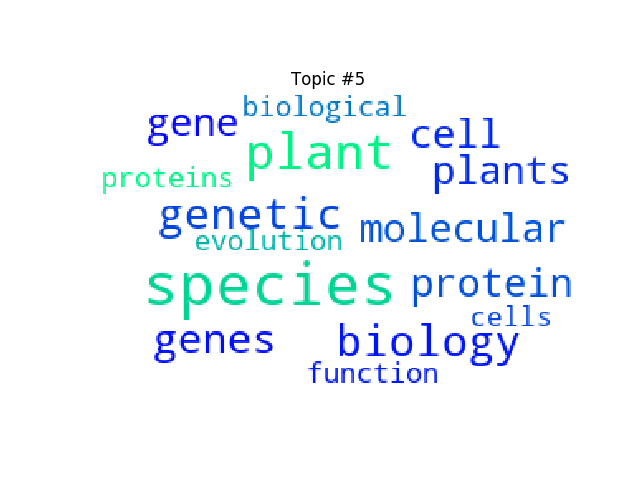 Topic #5
biological
gene
cell
plant
plants
proteins
genetic
molecular
evolution
species
protein
cells
genes
biology
function